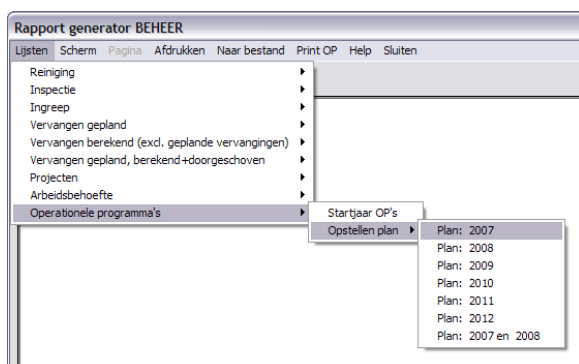 Rapport generator BEHEER
Lijsten Scherm Pagina Afdrukken Naar bestand Print OP Help Sluiten
Reiniging
Inspectie
Ingreep
Vervangen gepland
Vervangen berekend (excl. geplande vervangingen)
Vervangen gepland, berekend+doorgeschoven
Projecten
Arbeidsbehoefte
Operationele programma's
Startjaar OP's
Opstellen plan
Plan: 2007
Plan: 2008
Plan: 2009
Plan: 2010
Plan: 2011
Plan: 2012
Plan: 2007 en 2008